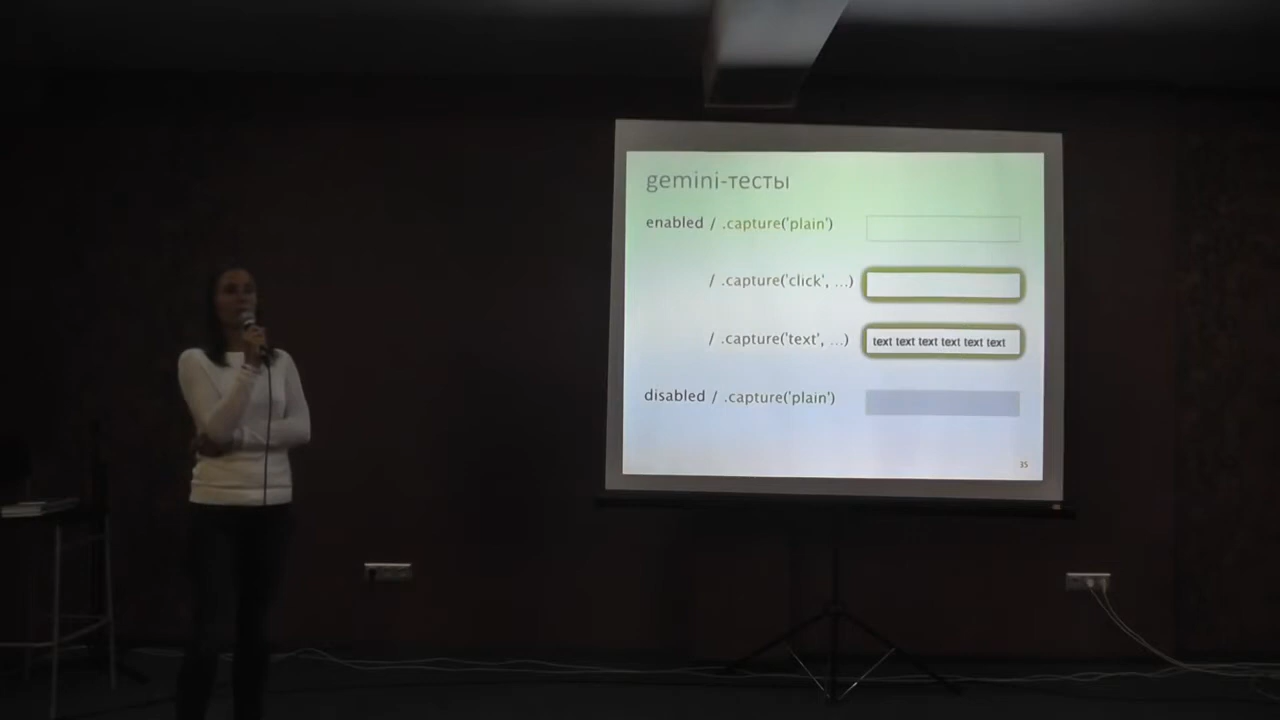 gemini-тесты
enabled / .capture('plain')
/ .capture('click', ...)
/ .capture('text', ...) text text text text text text
disabled / .capture('plain')
35